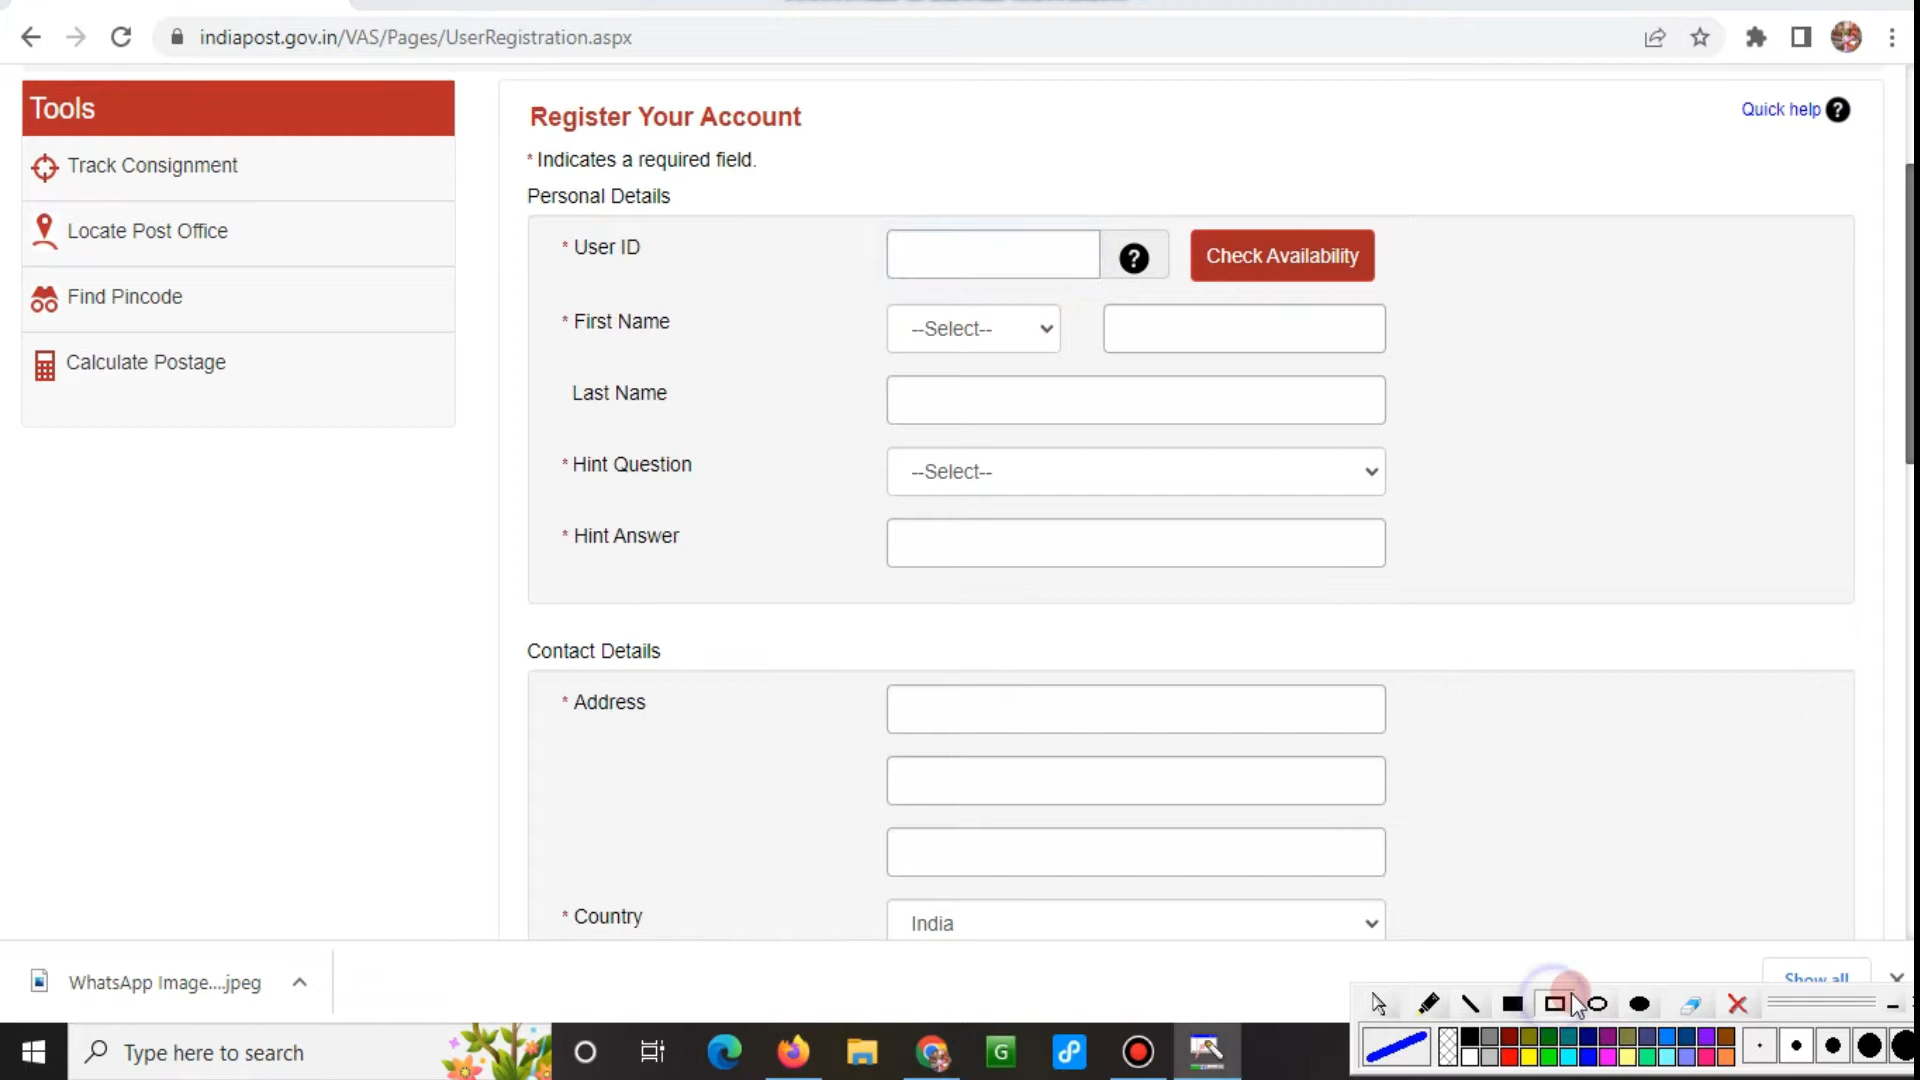 indiapost.gov.in/VAS/Pages/UserRegistration.aspx
Tools
Track Consignment
Locate Post Office
Find Pincode
Calculate Postage
Register Your Account
Quick help ?
* Indicates a required field.
Personal Details
* User ID
?
Check Availability
* First Name
--Select--
Last Name
* Hint Question
--Select--
* Hint Answer
Contact Details
* Address
* Country
India
WhatsApp Image....jpeg
Show all
Type here to search
G